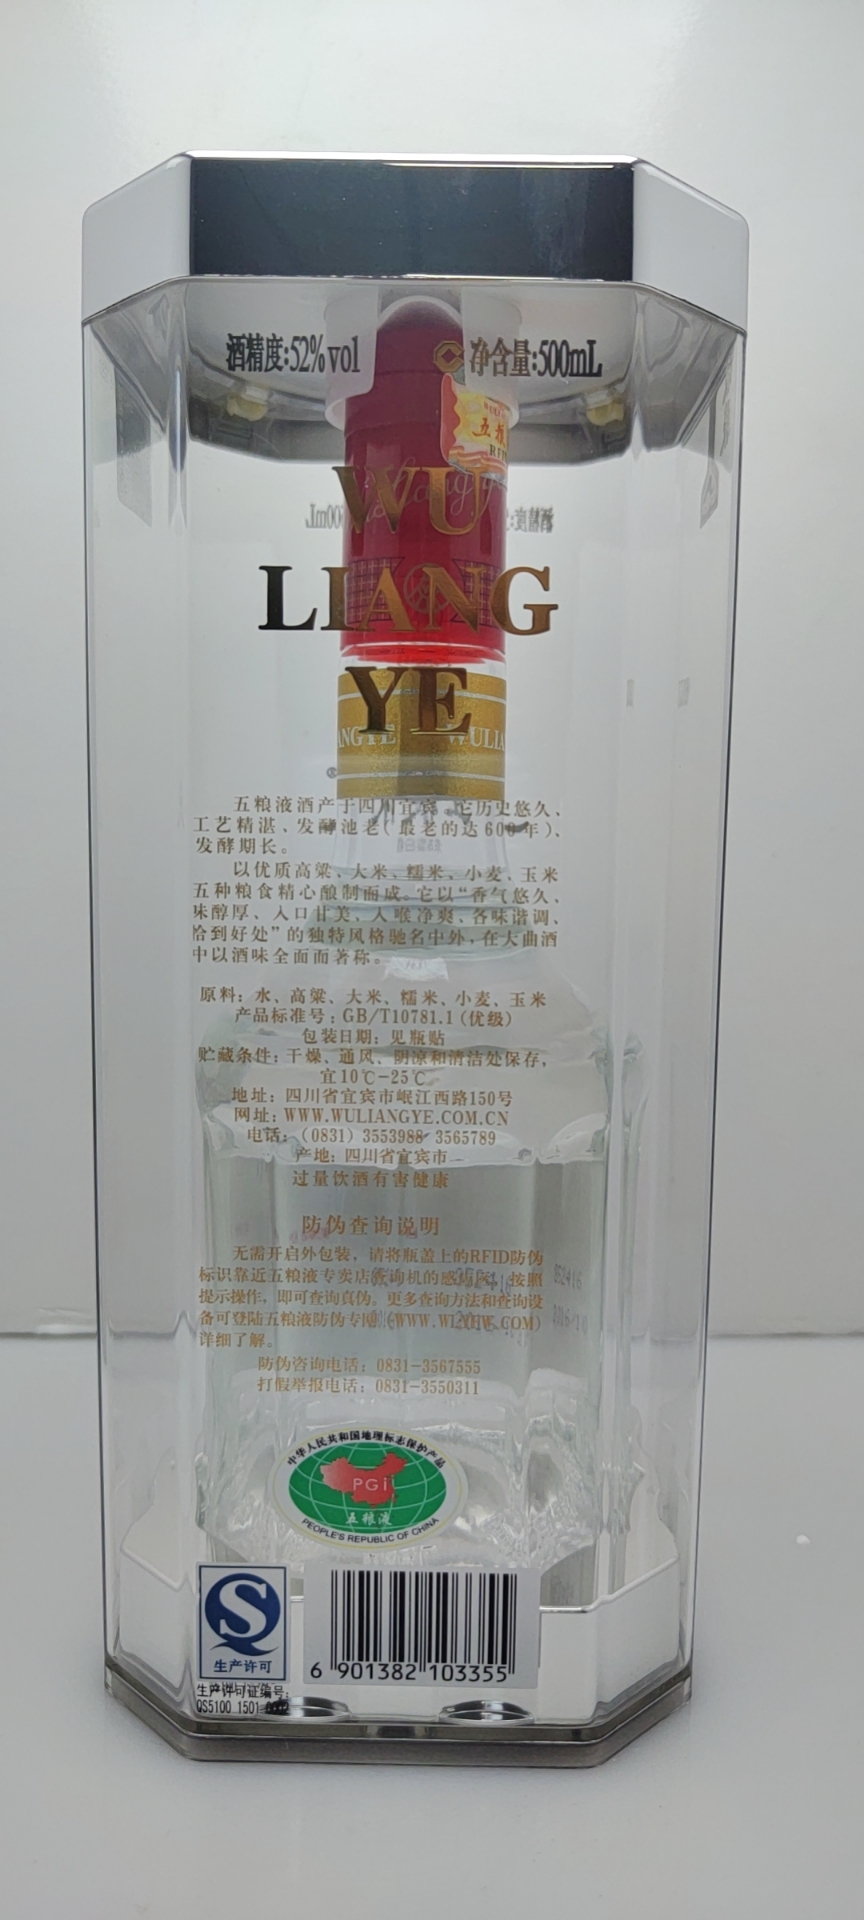 酒精度:52%vol
净含量:500mL
五粮
WU
LIANG
YE
五粮液酒产于四川宜宾、它历史悠久、
工艺精湛、发酵池老(最老的达600年)、
发酵期长。
以优质高粱、大米、糯米、小麦、玉米
五种粮食精心酿制而成。它以“香气悠久、
味醇厚、入口甘美、入喉净爽、各味谐调、
恰到好处”的独特风格驰名中外,在大曲酒
中以酒味全面而著称。
原料: 水、高粱、大米、糯米、小麦、玉米
产品标准号: GB/T10781.1(优级)
包装日期: 见瓶贴
贮藏条件: 干燥、通风、阴凉和清洁处保存,
宜10℃-25℃
地址: 四川省宜宾市岷江西路150号
网址: WWW.WULIANGYE.COM.CN
电话: (0831) 3553988 3565789
产地: 四川省宜宾市
过量饮酒有害健康
防伪查询说明
无需开启外包装, 请将瓶盖上的RFID防伪
标识靠近五粮液专卖店查询机的感应区, 按照
提示操作, 即可查询真伪。更多查询方法和查询设
备可登陆五粮液防伪专网(WWW.WLYFW.COM)
详细了解。
防伪咨询电话: 0831-3567555
打假举报电话: 0831-3550311
中华人民共和国地理标志保护产品
PGI
五粮液
PEOPLE'S REPUBLIC OF CHINA
生产许可
6 901382 103355
生产许可证编号:
QS5100 1501